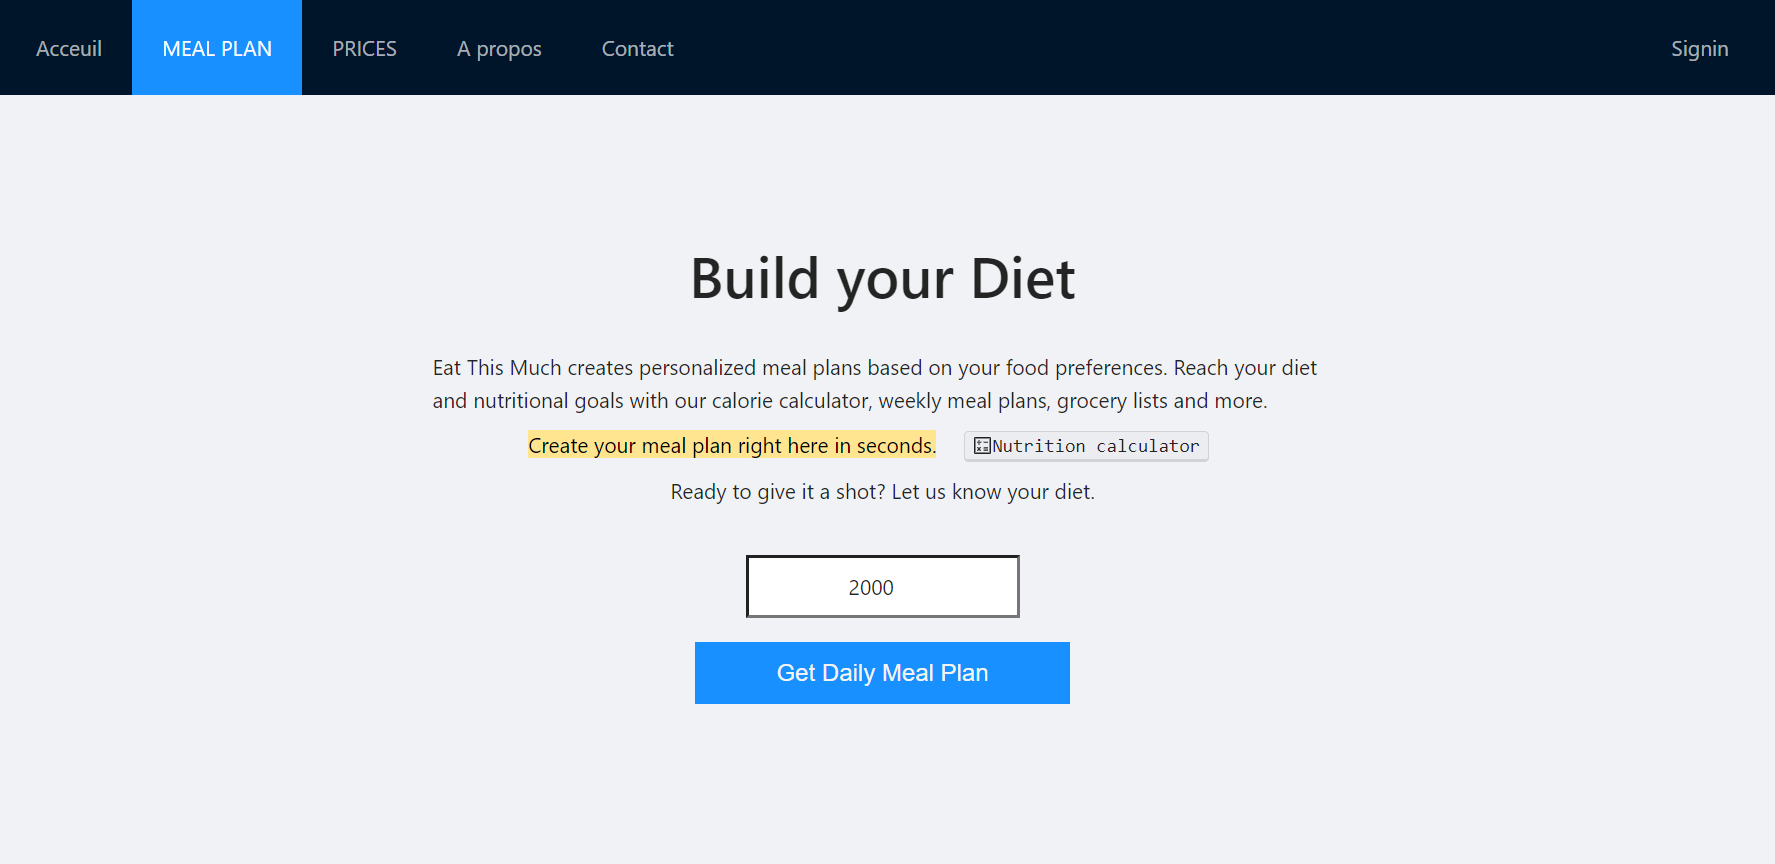 Acceuil MEAL PLAN PRICES A propos Contact Signin
Build your Diet
Eat This Much creates personalized meal plans based on your food preferences. Reach your diet
and nutritional goals with our calorie calculator, weekly meal plans, grocery lists and more.
Create your meal plan right here in seconds. Nutrition calculator
Ready to give it a shot? Let us know your diet.
2000
Get Daily Meal Plan